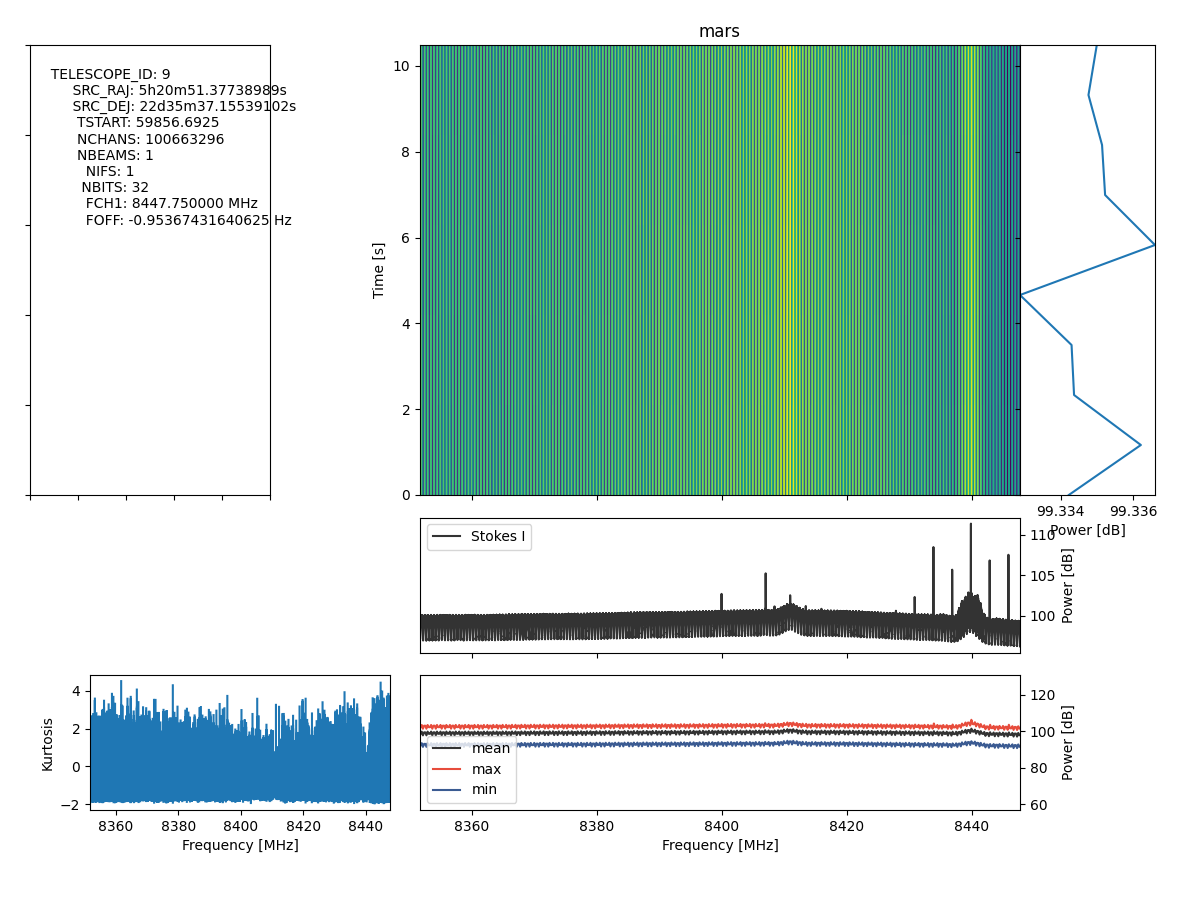 mars
TELESCOPE_ID: 9
SRC_RAJ: 5h20m51.37738989s
SRC_DEJ: 22d35m37.15539102s
TSTART: 59856.6925
NCHANS: 100663296
NBEAMS: 1
NIFS: 1
NBITS: 32
FCH1: 8447.750000 MHz
FOFF: -0.95367431640625 Hz
Time [s]
10
8
6
4
2
0
99.334 99.336
Power [dB]
Stokes I
110
105
100
Power [dB]
Kurtosis
4
2
0
−2
8360 8380 8400 8420 8440
Frequency [MHz]
mean
max
min
120
100
80
60
Power [dB]
8360 8380 8400 8420 8440
Frequency [MHz]